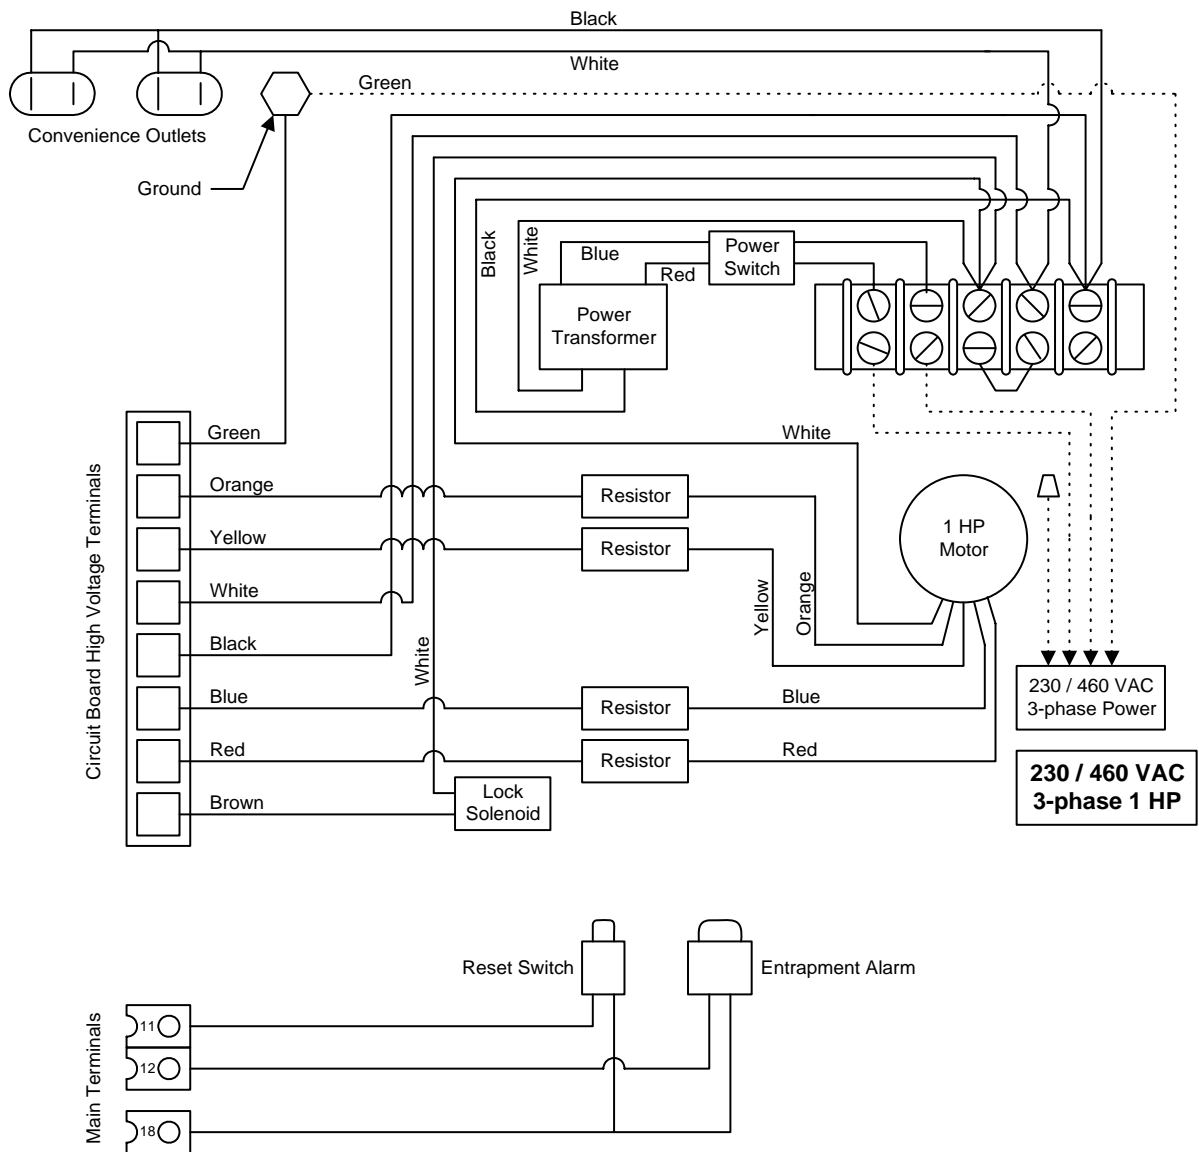 Black
White
Green
Convenience Outlets
Ground
Black
White
Blue
Red
Power
Switch
Power
Transformer
Circuit Board High Voltage Terminals
Green
Orange
Yellow
White
Black
Blue
Red
Brown
White
White
Resistor
Resistor
Resistor
Resistor
Yellow
Orange
Blue
Red
1 HP
Motor
Lock
Solenoid
230 / 460 VAC
3-phase Power
230 / 460 VAC
3-phase 1 HP
Reset Switch
Entrapment Alarm
Main Terminals
11
12
18